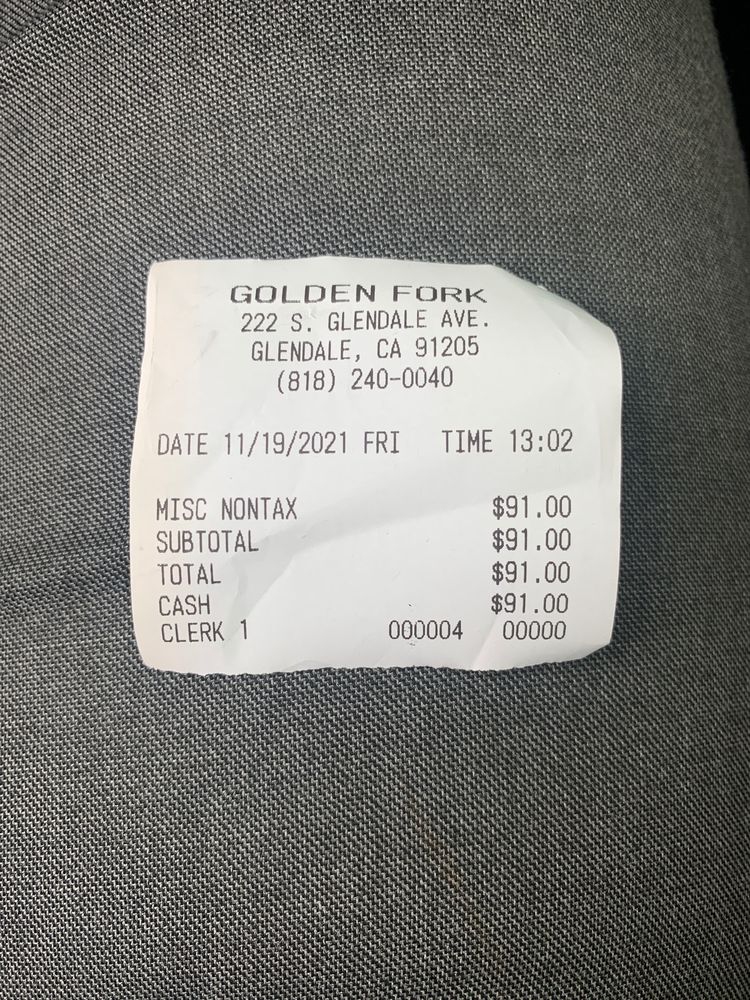 GOLDEN FORK
222 S. GLENDALE AVE.
GLENDALE, CA 91205
(818) 240-0040
DATE 11/19/2021 FRI TIME 13:02
MISC NONTAX $91.00
SUBTOTAL $91.00
TOTAL $91.00
CASH $91.00
CLERK 1 000004 00000